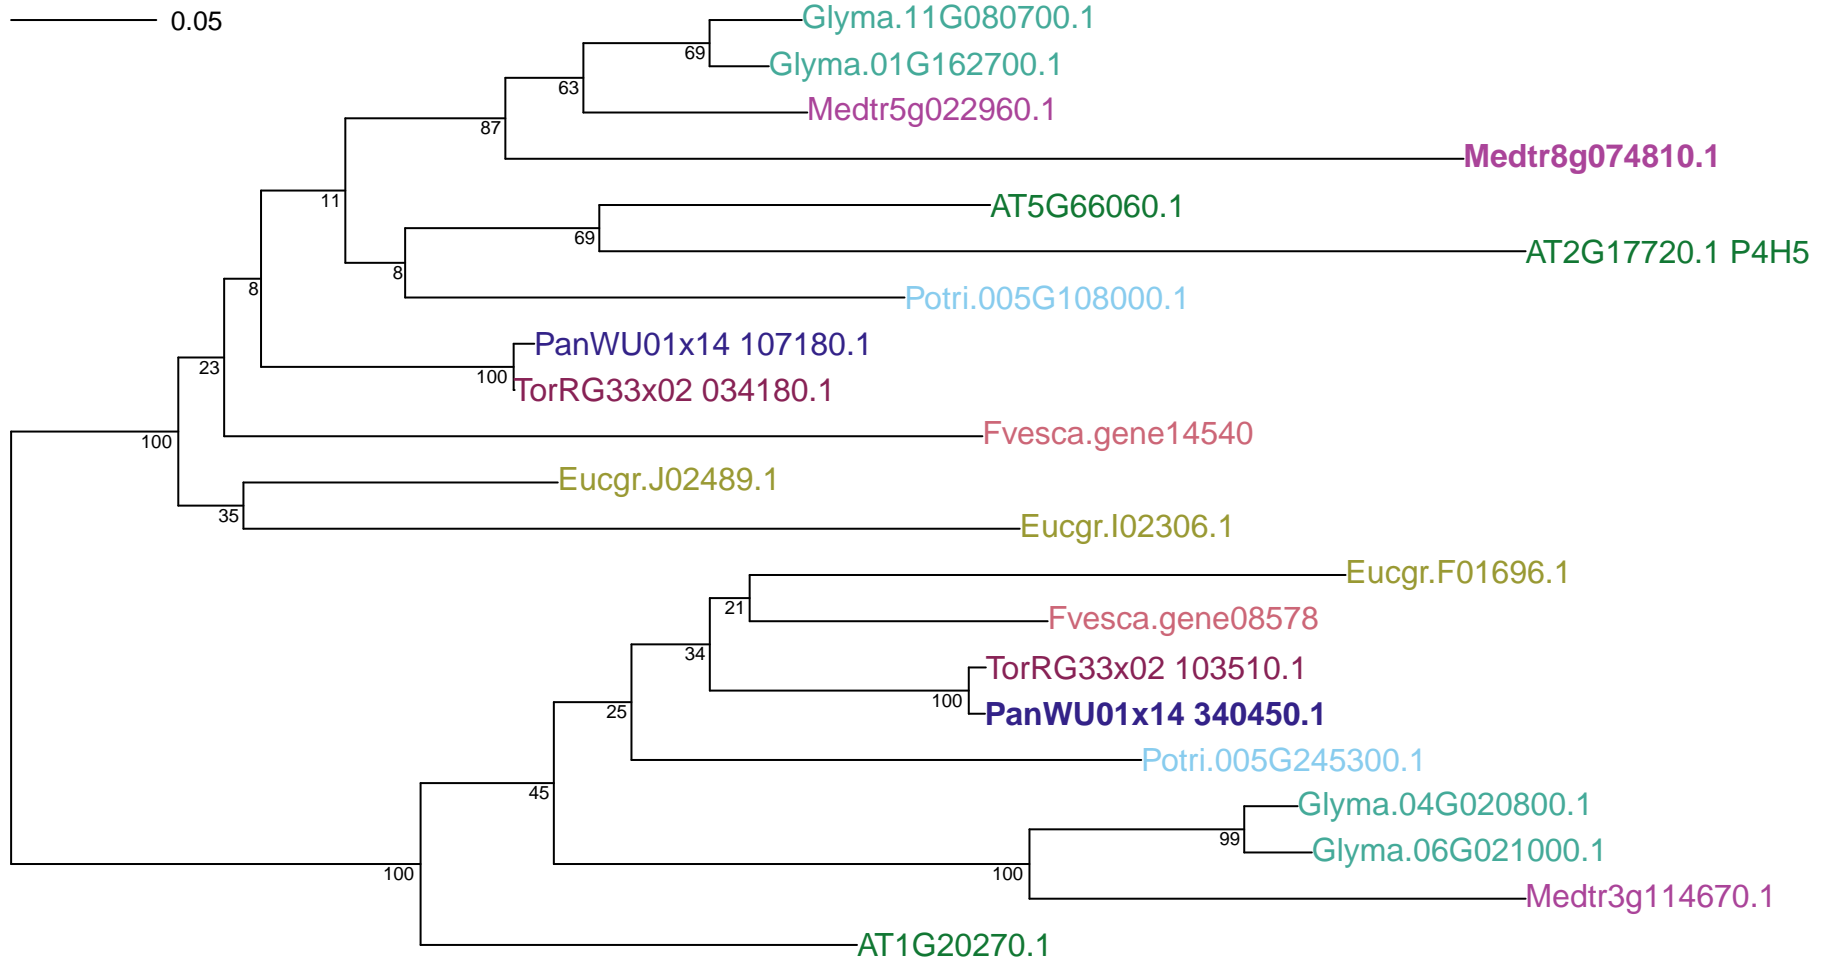 0.05
Glyma.11G080700.1
69
Glyma.01G162700.1
63
Medtr5g022960.1
87
Medtr8g074810.1
11
AT5G66060.1
69
AT2G17720.1 P4H5
8
Potri.005G108000.1
8
PanWU01x14 107180.1
100
TorRG33x02 034180.1
23
Fvesca.gene14540
100
Eucgr.J02489.1
35
Eucgr.I02306.1
Eucgr.F01696.1
21
Fvesca.gene08578
34
TorRG33x02 103510.1
100
PanWU01x14 340450.1
25
Potri.005G245300.1
45
Glyma.04G020800.1
99
Glyma.06G021000.1
100
100
Medtr3g114670.1
AT1G20270.1